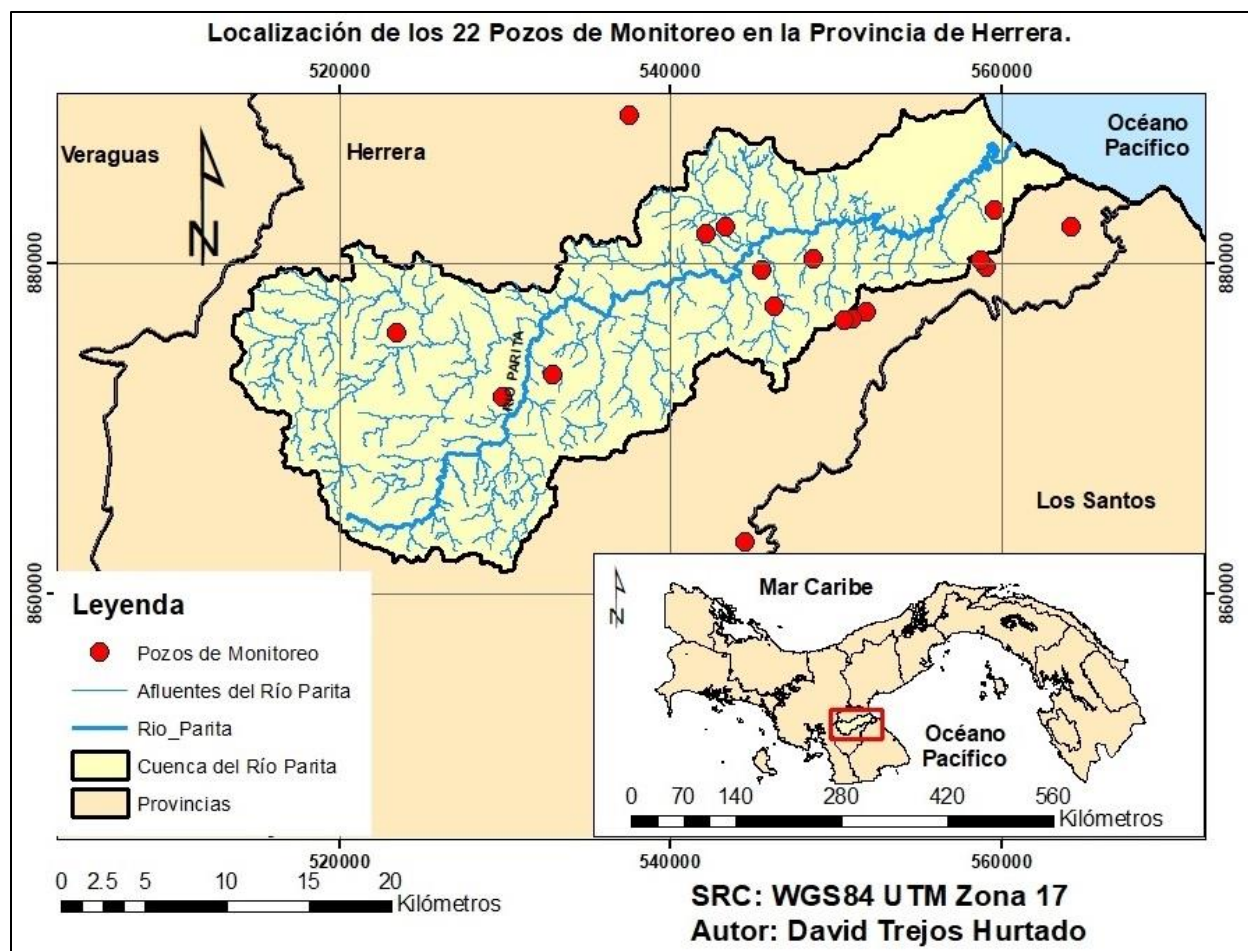 Localización de los 22 Pozos de Monitoreo en la Provincia de Herrera.
520000 540000 560000
Veraguas
Herrera
Océano
Pacífico
N
880000
880000
RIO PARITA
Los Santos
860000
860000
Leyenda
Pozos de Monitoreo
Afluentes del Río Parita
Rio_Parita
Cuenca del Río Parita
Provincias
N
Mar Caribe
Océano
Pacífico
0 70 140 280 420 560
Kilómetros
520000 540000 560000
0 2.5 5 10 15 20
Kilómetros
SRC: WGS84 UTM Zona 17
Autor: David Trejos Hurtado